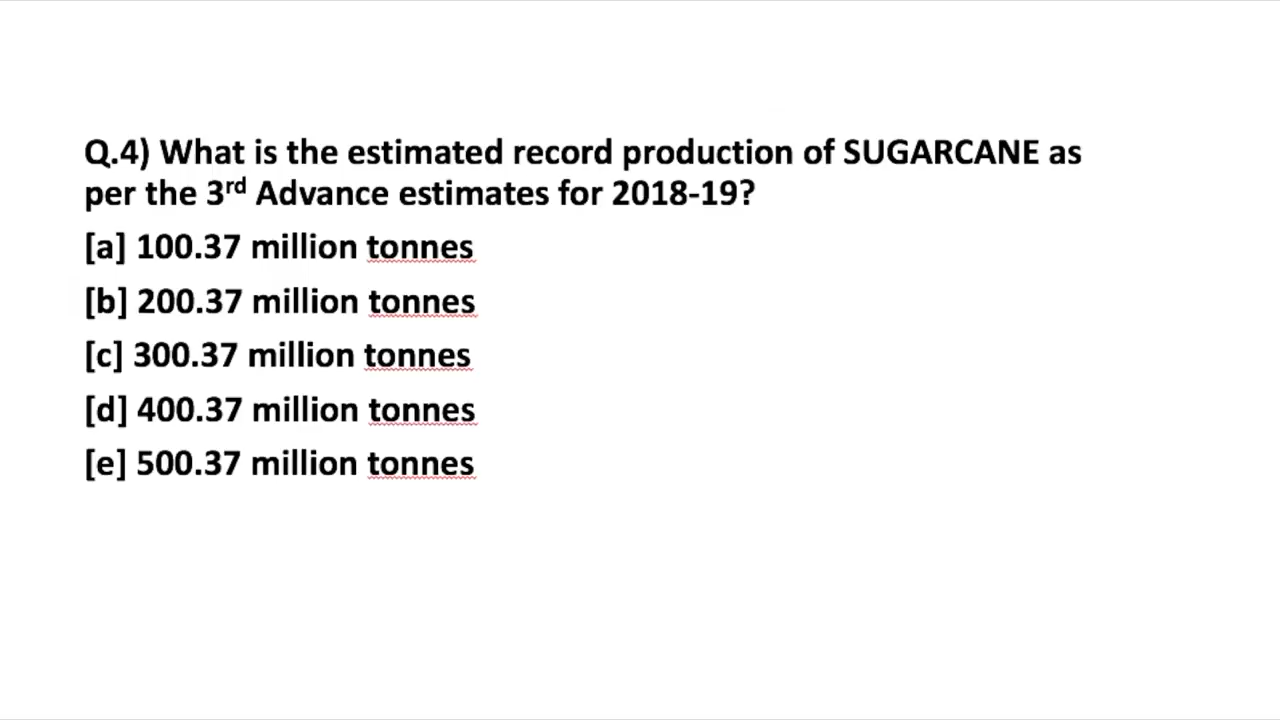 Q.4) What is the estimated record production of SUGARCANE as
per the 3rd Advance estimates for 2018-19?
[a] 100.37 million tonnes
[b] 200.37 million tonnes
[c] 300.37 million tonnes
[d] 400.37 million tonnes
[e] 500.37 million tonnes